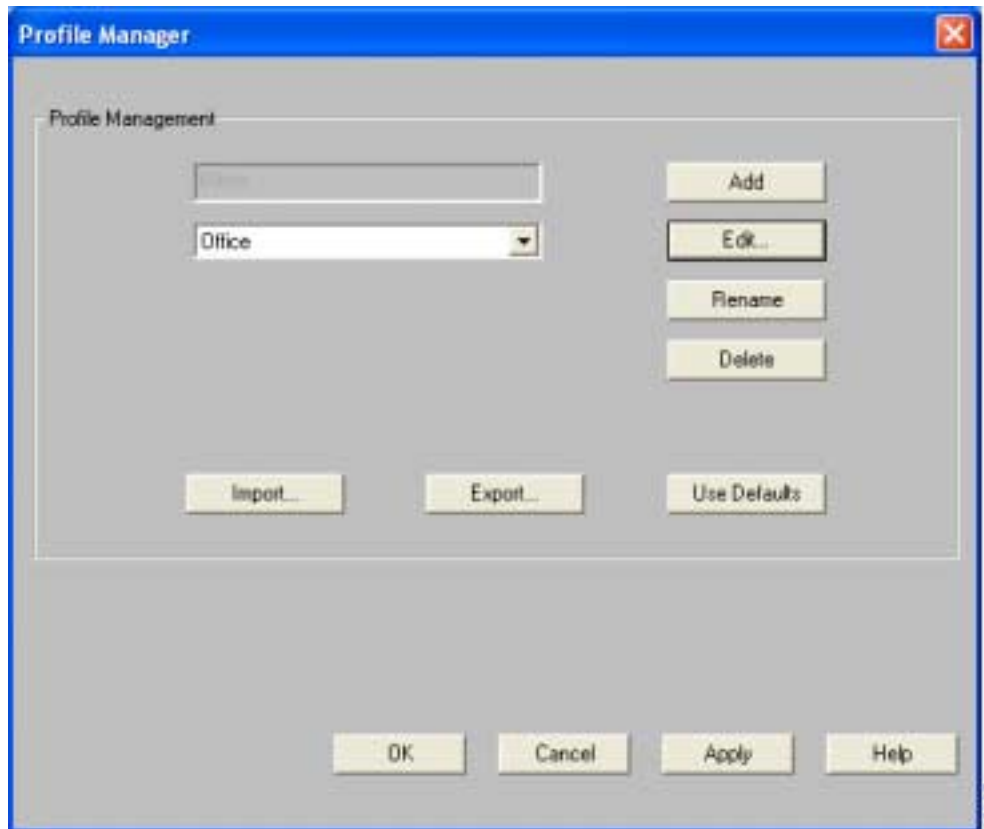 Profile Manager
Profile Management
Add
Office
Edit...
Rename
Delete
Import...
Export...
Use Defaults
OK
Cancel
Apply
Help